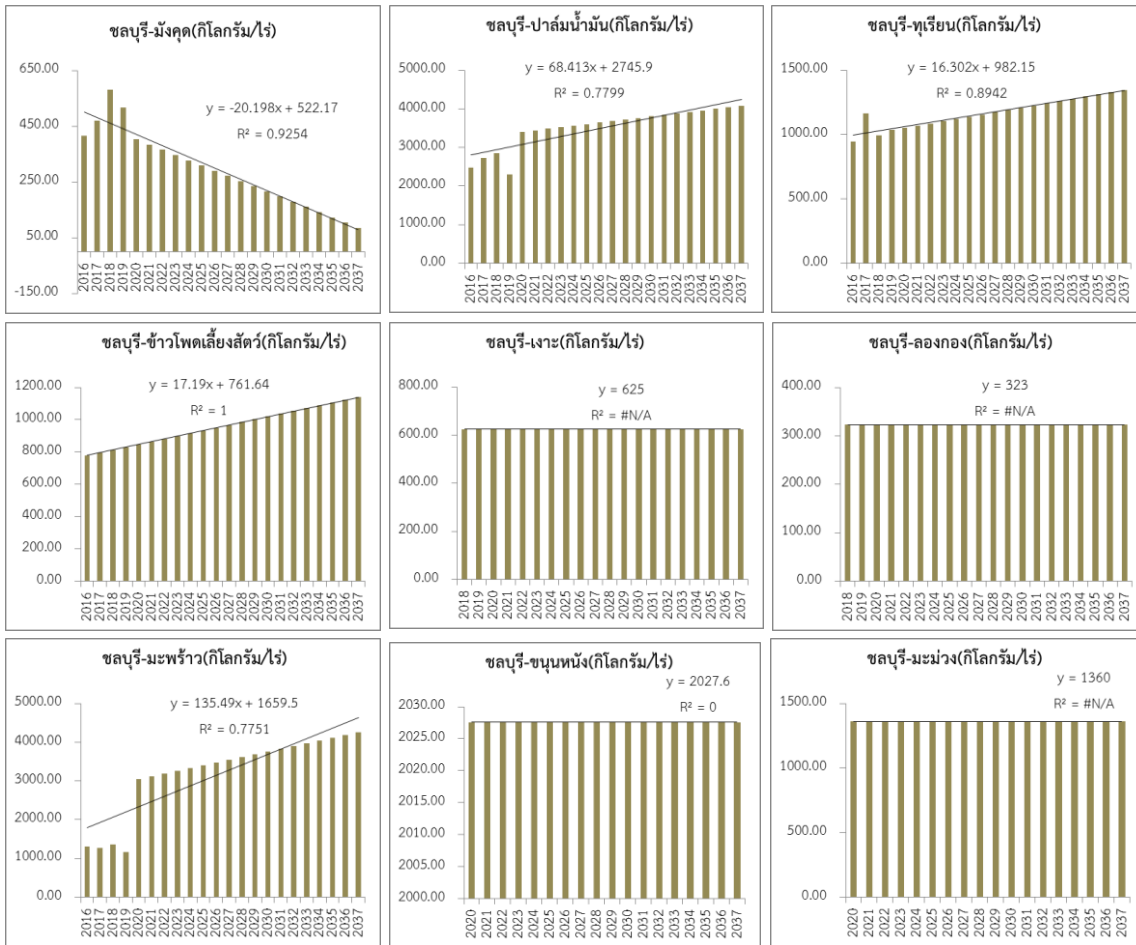 ชลบุรี-มังคุด(กิโลกรัม/ไร่)
650.00
450.00
250.00
50.00
-150.00
y = -20.198x + 522.17
R² = 0.9254
2016 2017 2018 2019 2020 2021 2022 2023 2024 2025 2026 2027 2028 2029 2030 2031 2032 2033 2034 2035 2036 2037
ชลบุรี-ปาล์มน้ำมัน(กิโลกรัม/ไร่)
5000.00
4000.00
3000.00
2000.00
1000.00
0.00
y = 68.413x + 2745.9
R² = 0.7799
2016 2017 2018 2019 2020 2021 2022 2023 2024 2025 2026 2027 2028 2029 2030 2031 2032 2033 2034 2035 2036 2037
ชลบุรี-ทุเรียน(กิโลกรัม/ไร่)
1500.00
1000.00
500.00
0.00
y = 16.302x + 982.15
R² = 0.8942
2016 2017 2018 2019 2020 2021 2022 2023 2024 2025 2026 2027 2028 2029 2030 2031 2032 2033 2034 2035 2036 2037
ชลบุรี-ข้าวโพดเลี้ยงสัตว์(กิโลกรัม/ไร่)
1200.00
1000.00
800.00
600.00
400.00
200.00
0.00
y = 17.19x + 761.64
R² = 1
2016 2017 2018 2019 2020 2021 2022 2023 2024 2025 2026 2027 2028 2029 2030 2031 2032 2033 2034 2035 2036 2037
ชลบุรี-เงาะ(กิโลกรัม/ไร่)
800.00
600.00
400.00
200.00
0.00
y = 625
R² = #N/A
2018 2019 2020 2021 2022 2023 2024 2025 2026 2027 2028 2029 2030 2031 2032 2033 2034 2035 2036 2037
ชลบุรี-ลองกอง(กิโลกรัม/ไร่)
400.00
300.00
200.00
100.00
0.00
y = 323
R² = #N/A
2018 2019 2020 2021 2022 2023 2024 2025 2026 2027 2028 2029 2030 2031 2032 2033 2034 2035 2036 2037
ชลบุรี-มะพร้าว(กิโลกรัม/ไร่)
5000.00
4000.00
3000.00
2000.00
1000.00
0.00
y = 135.49x + 1659.5
R² = 0.7751
2016 2017 2018 2019 2020 2021 2022 2023 2024 2025 2026 2027 2028 2029 2030 2031 2032 2033 2034 2035 2036 2037
ชลบุรี-ขนุนหนัง(กิโลกรัม/ไร่)
2030.00
2025.00
2020.00
2015.00
2010.00
2005.00
2000.00
y = 2027.6
R² = 0
2020 2021 2022 2023 2024 2025 2026 2027 2028 2029 2030 2031 2032 2033 2034 2035 2036 2037
ชลบุรี-มะม่วง(กิโลกรัม/ไร่)
1500.00
1000.00
500.00
0.00
y = 1360
R² = #N/A
2020 2021 2022 2023 2024 2025 2026 2027 2028 2029 2030 2031 2032 2033 2034 2035 2036 2037